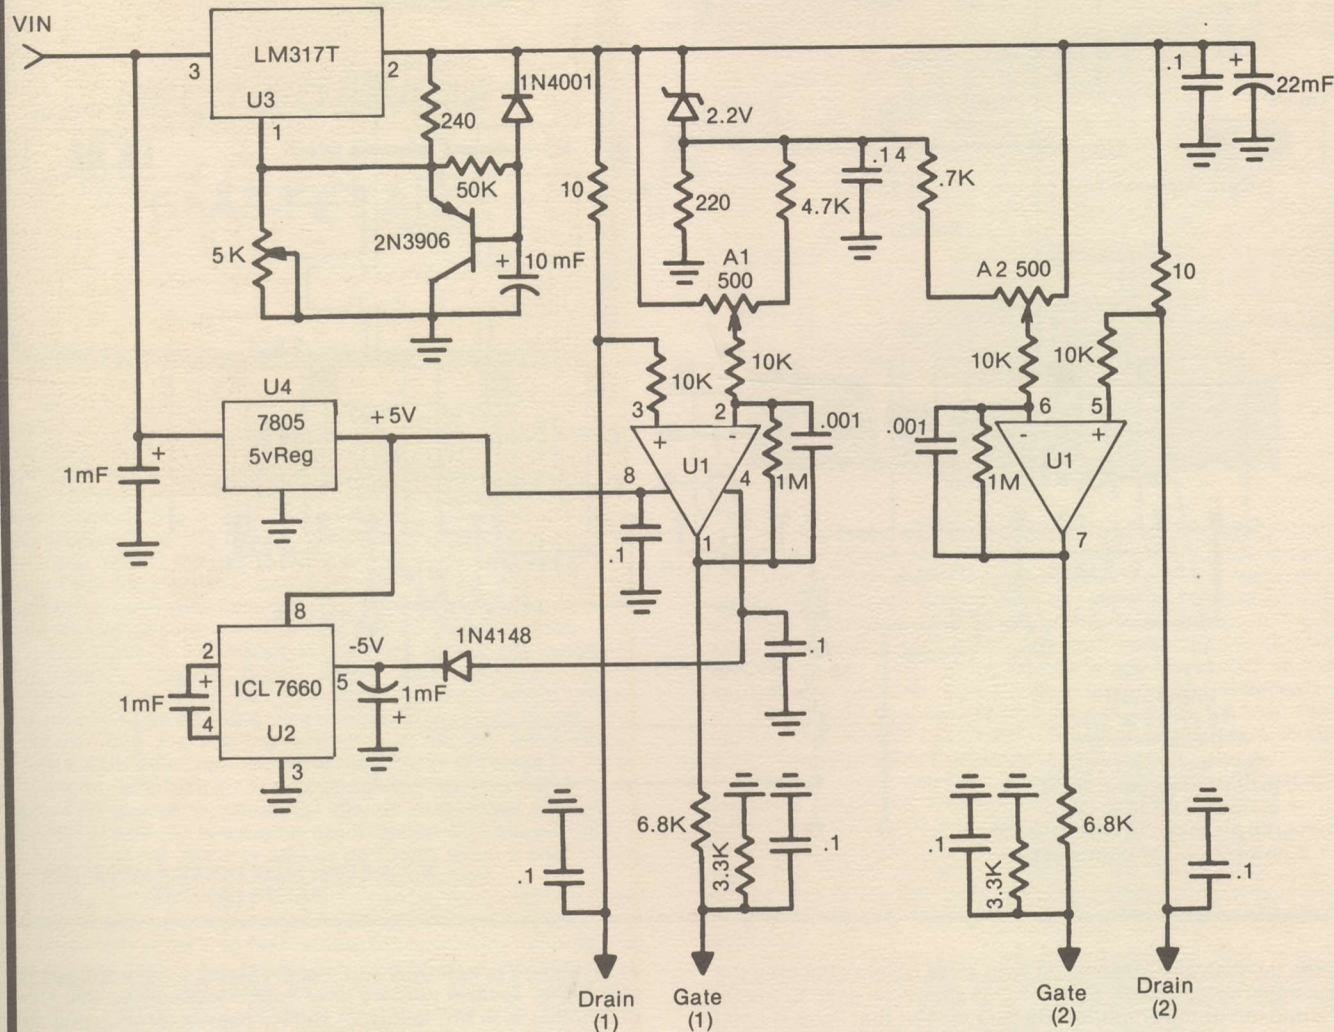 VIN
LM317T
3
2
U3
1
240
1N4001
50K
2N3906
5K
+
10 mF
10
2.2V
220
4.7K
.1 4
.7K
.1
+
22mF
A1
500
A2 500
10
10K
10K
10K
10K
3
2
6
5
+
-
-
+
U1
U1
8
4
1
7
.001
1M
.001
1M
U4
7805
5vReg
+5V
1mF
+
.1
8
2
+
ICL 7660
4
U2
3
1mF
-5V
5
1mF
+
1N4148
.1
6.8K
3.3K
.1
.1
.1
3.3K
6.8K
.1
Drain
(1)
Gate
(1)
Gate
(2)
Drain
(2)